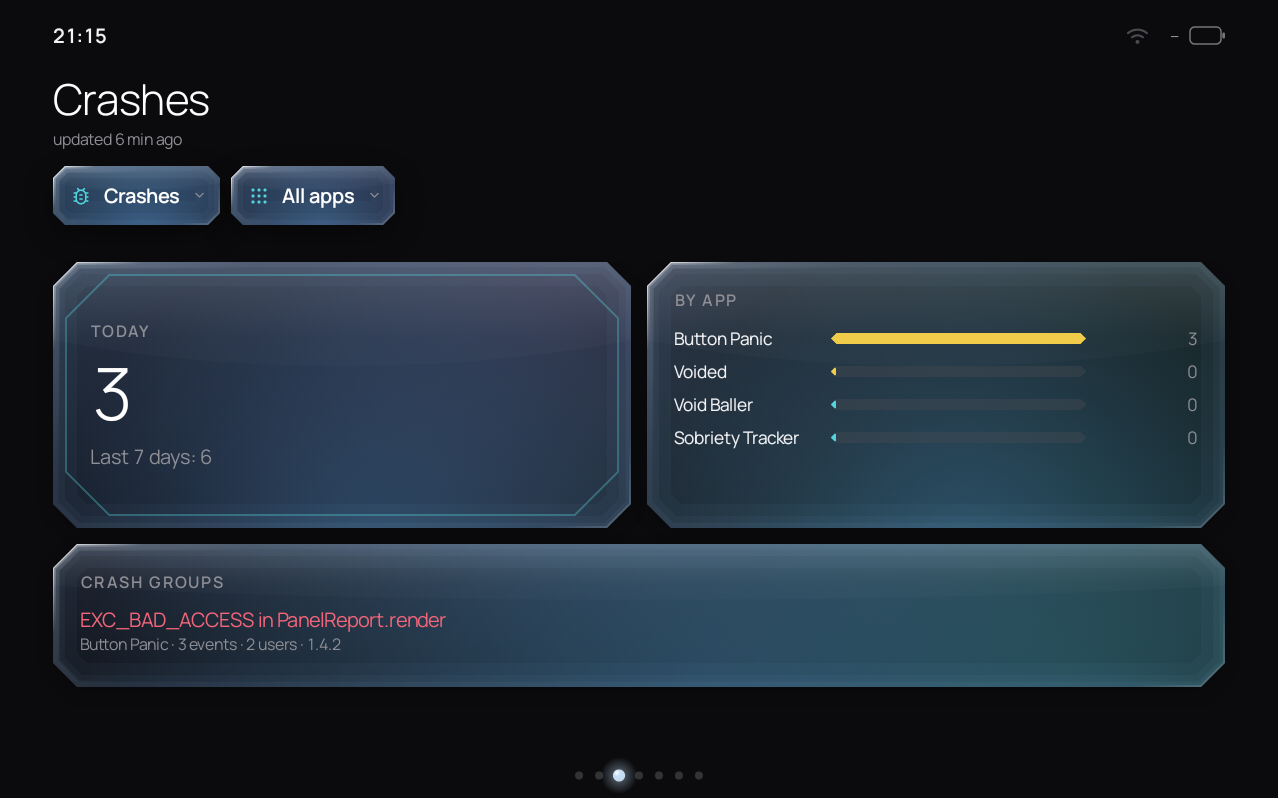 21:15
–
Crashes
updated 6 min ago
Crashes
All apps
TODAY
3
Last 7 days: 6
BY APP
Button Panic 3
Voided 0
Void Baller 0
Sobriety Tracker 0
CRASH GROUPS
EXC_BAD_ACCESS in PanelReport.render
Button Panic · 3 events · 2 users · 1.4.2